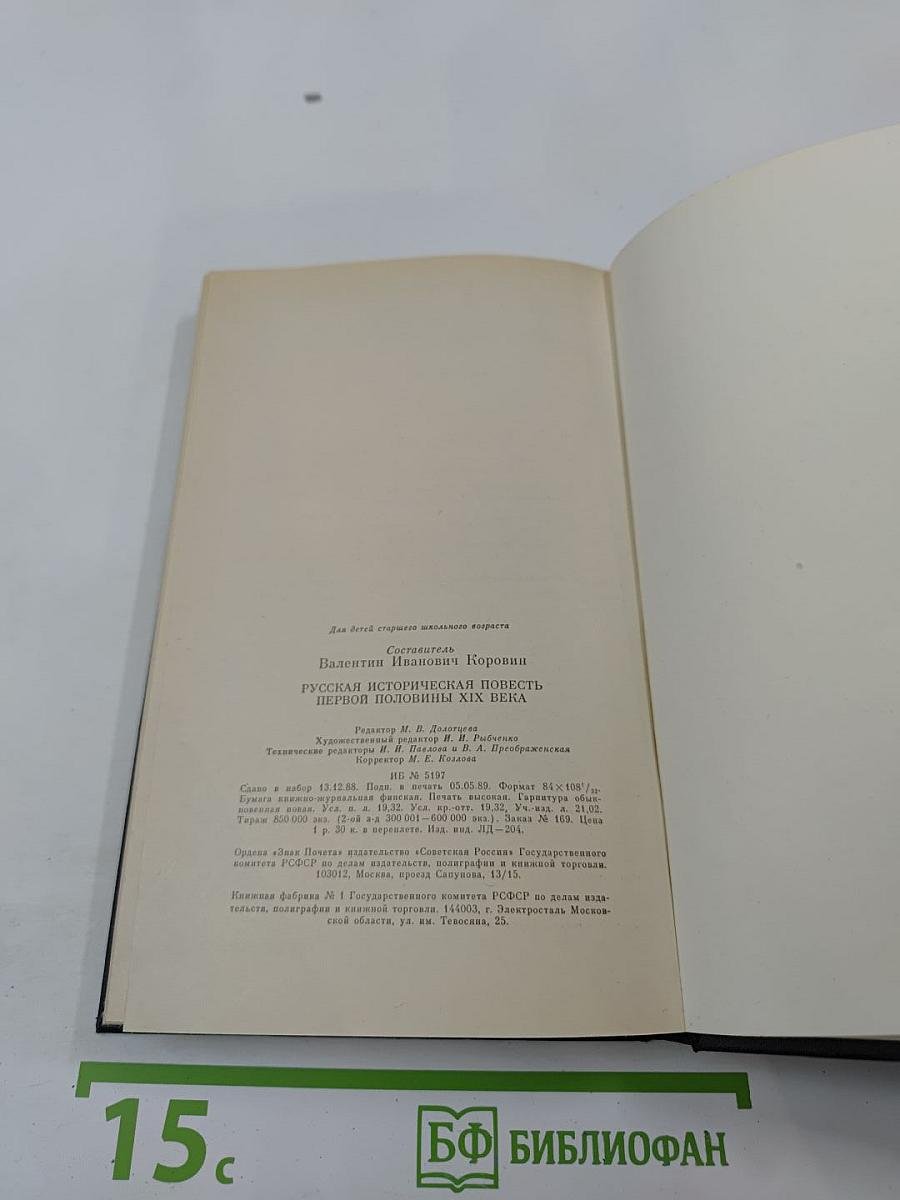 Для детей старшего школьного возраста
Составитель
Валентин Иванович Коровин
РУССКАЯ ИСТОРИЧЕСКАЯ ПОВЕСТЬ
ПЕРВОЙ ПОЛОВИНЫ XIX ВЕКА
Редактор М. В. Долотцева
Художественный редактор И. И. Рыбченко
Технические редакторы И. И. Павлова и В. А. Преображенская
Корректор М. Е. Козлова
ИБ № 5197
Сдано в набор 13.12.88. Подп. в печать 05.05.89. Формат 84×108¹/₃₂.
Бумага книжно-журнальная финская. Печать высокая. Гарнитура обык-
новенная новая. Усл. п. л. 19,32. Усл. кр.-отт. 19,32. Уч.-изд. л. 21,02.
Тираж 850 000 экз. (2-ой з-д 300 001—600 000 экз.). Заказ № 169. Цена
1 р. 30 к. в переплете. Изд. инд. ЛД—204.
Ордена «Знак Почета» издательство «Советская Россия» Государственного
комитета РСФСР по делам издательств, полиграфии и книжной торговли.
103012, Москва, проезд Сапунова, 13/15.
Книжная фабрика № 1 Государственного комитета РСФСР по делам изда-
тельств, полиграфии и книжной торговли. 144003, г. Электросталь Москов-
ской области, ул. им. Тевосяна, 25.
15 с
БФ БИБЛИОФАН